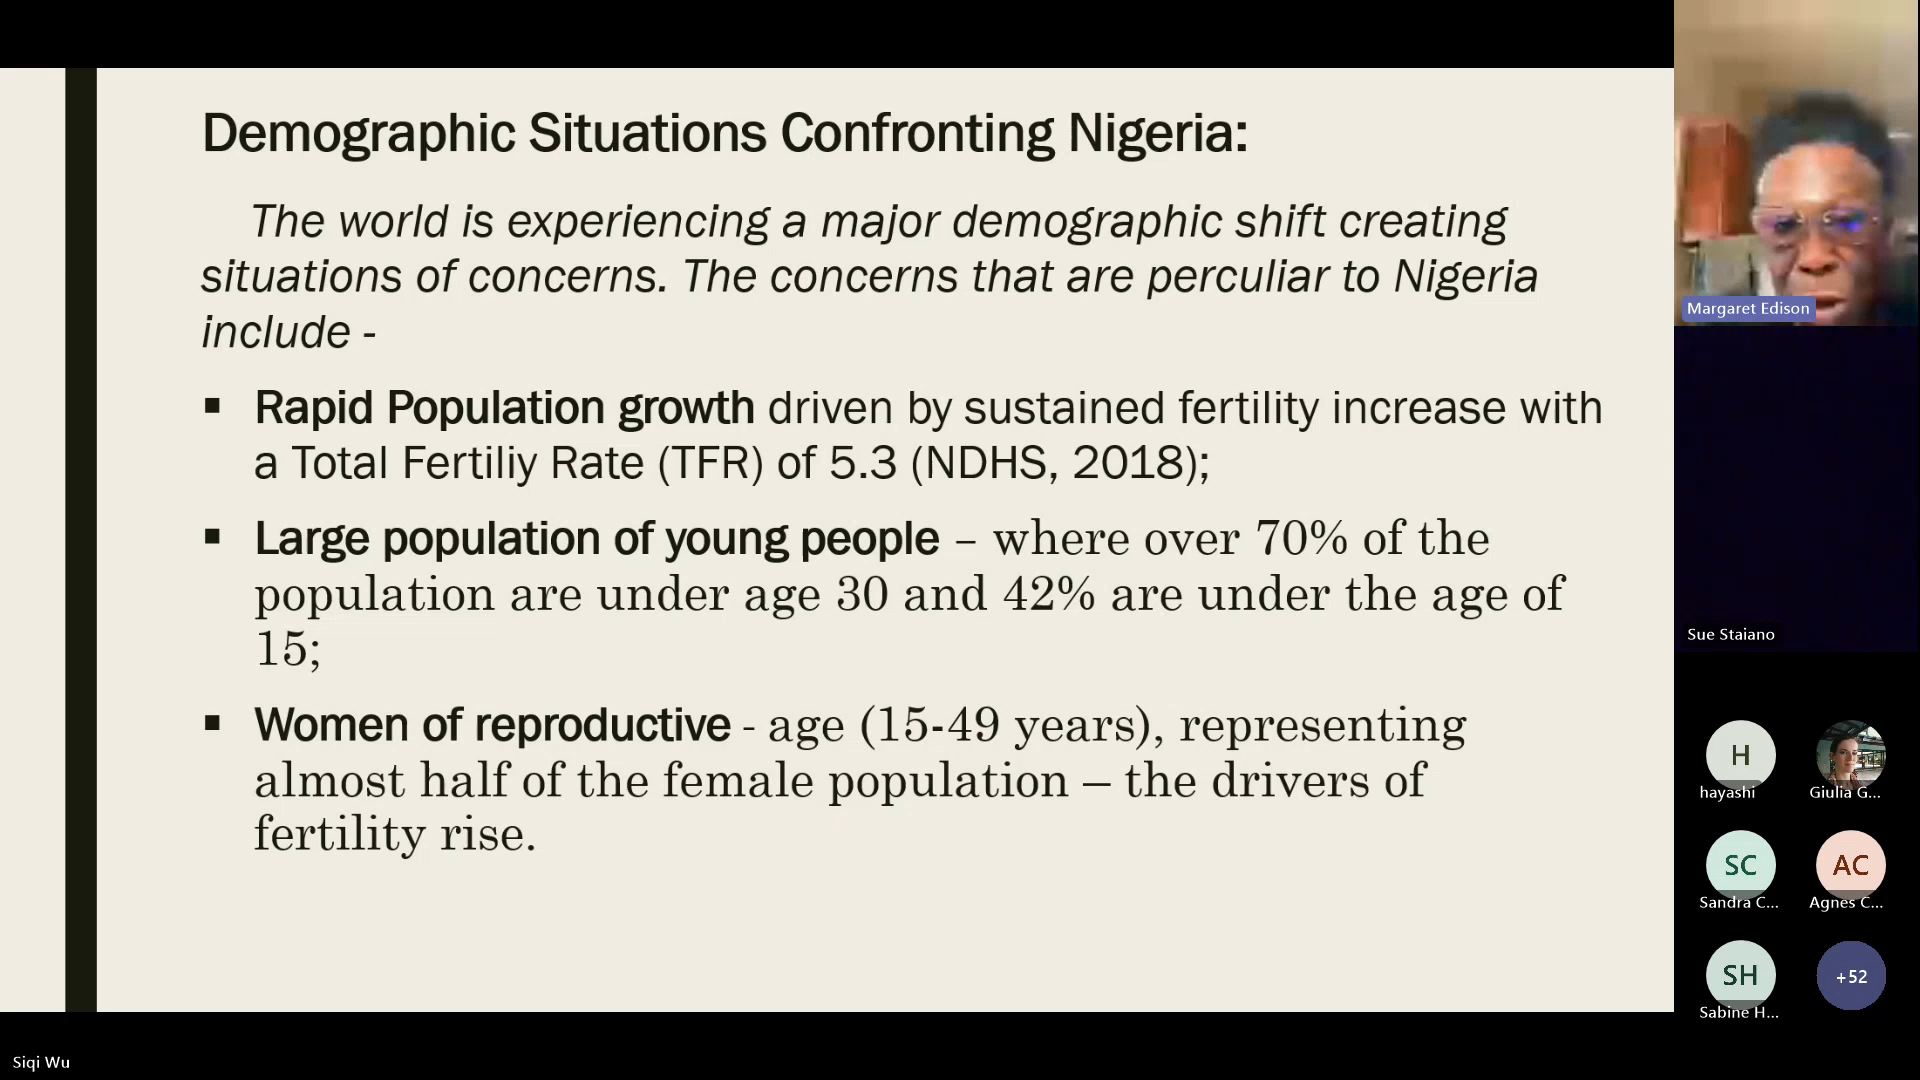 Demographic Situations Confronting Nigeria:
The world is experiencing a major demographic shift creating
situations of concerns. The concerns that are perculiar to Nigeria
include -
▪ Rapid Population growth driven by sustained fertility increase with
a Total Fertiliy Rate (TFR) of 5.3 (NDHS, 2018);
▪ Large population of young people – where over 70% of the
population are under age 30 and 42% are under the age of
15;
▪ Women of reproductive - age (15-49 years), representing
almost half of the female population – the drivers of
fertility rise.
Margaret Edison
Sue Staiano
H
hayashi
Giulia G...
SC
Sandra C...
AC
Agnes C...
SH
Sabine H...
+52
Siqi Wu